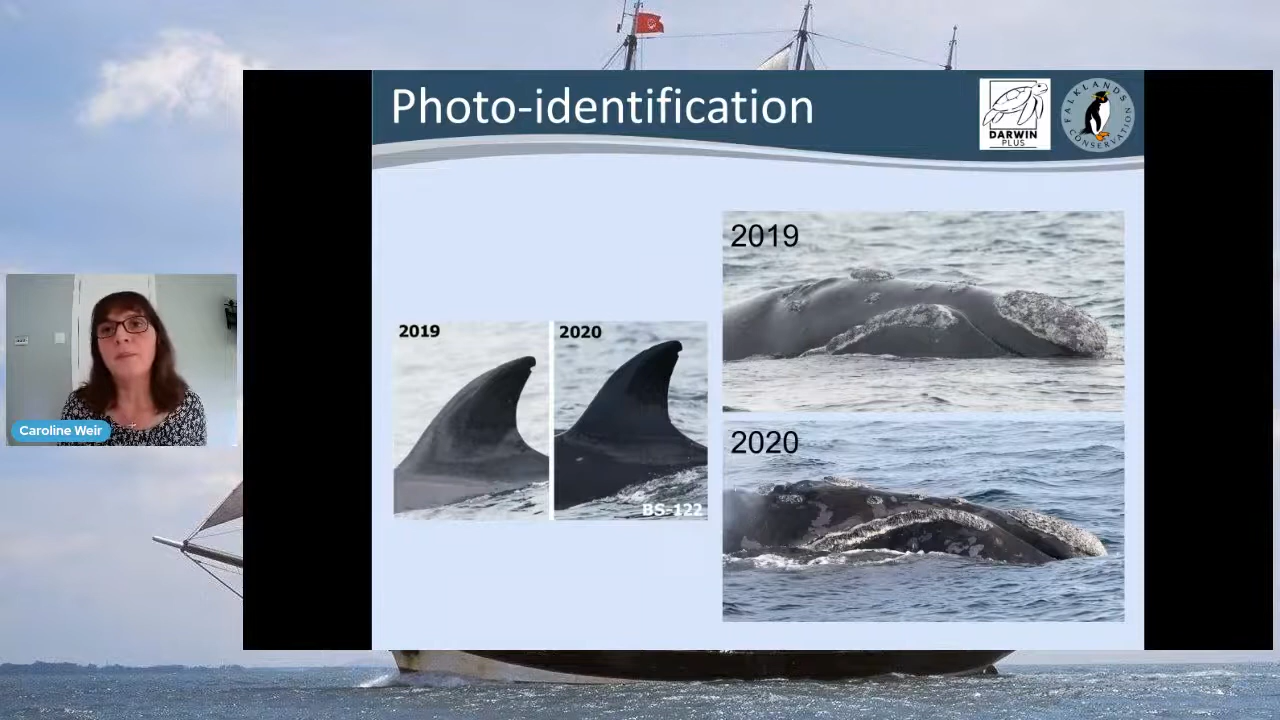 Photo-identification
DARWIN
PLUS
FALKLANDS
CONSERVATION
2019
2019
2020
BS-122
2020
Caroline Weir